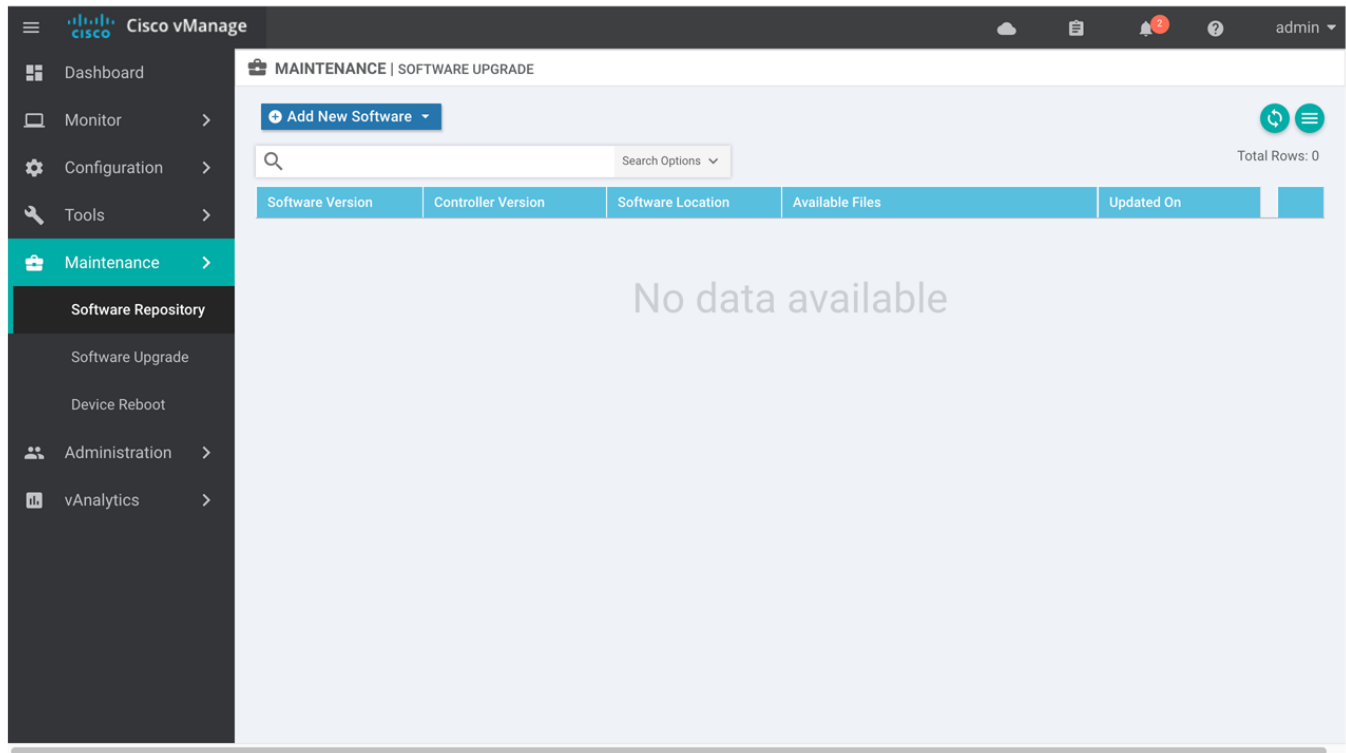 cisco Cisco vManage 2 admin
Dashboard
MAINTENANCE | SOFTWARE UPGRADE
Monitor
Add New Software
Search Options
Total Rows: 0
Configuration
Software Version Controller Version Software Location Available Files Updated On
Tools
Maintenance
No data available
Software Repository
Software Upgrade
Device Reboot
Administration
vAnalytics